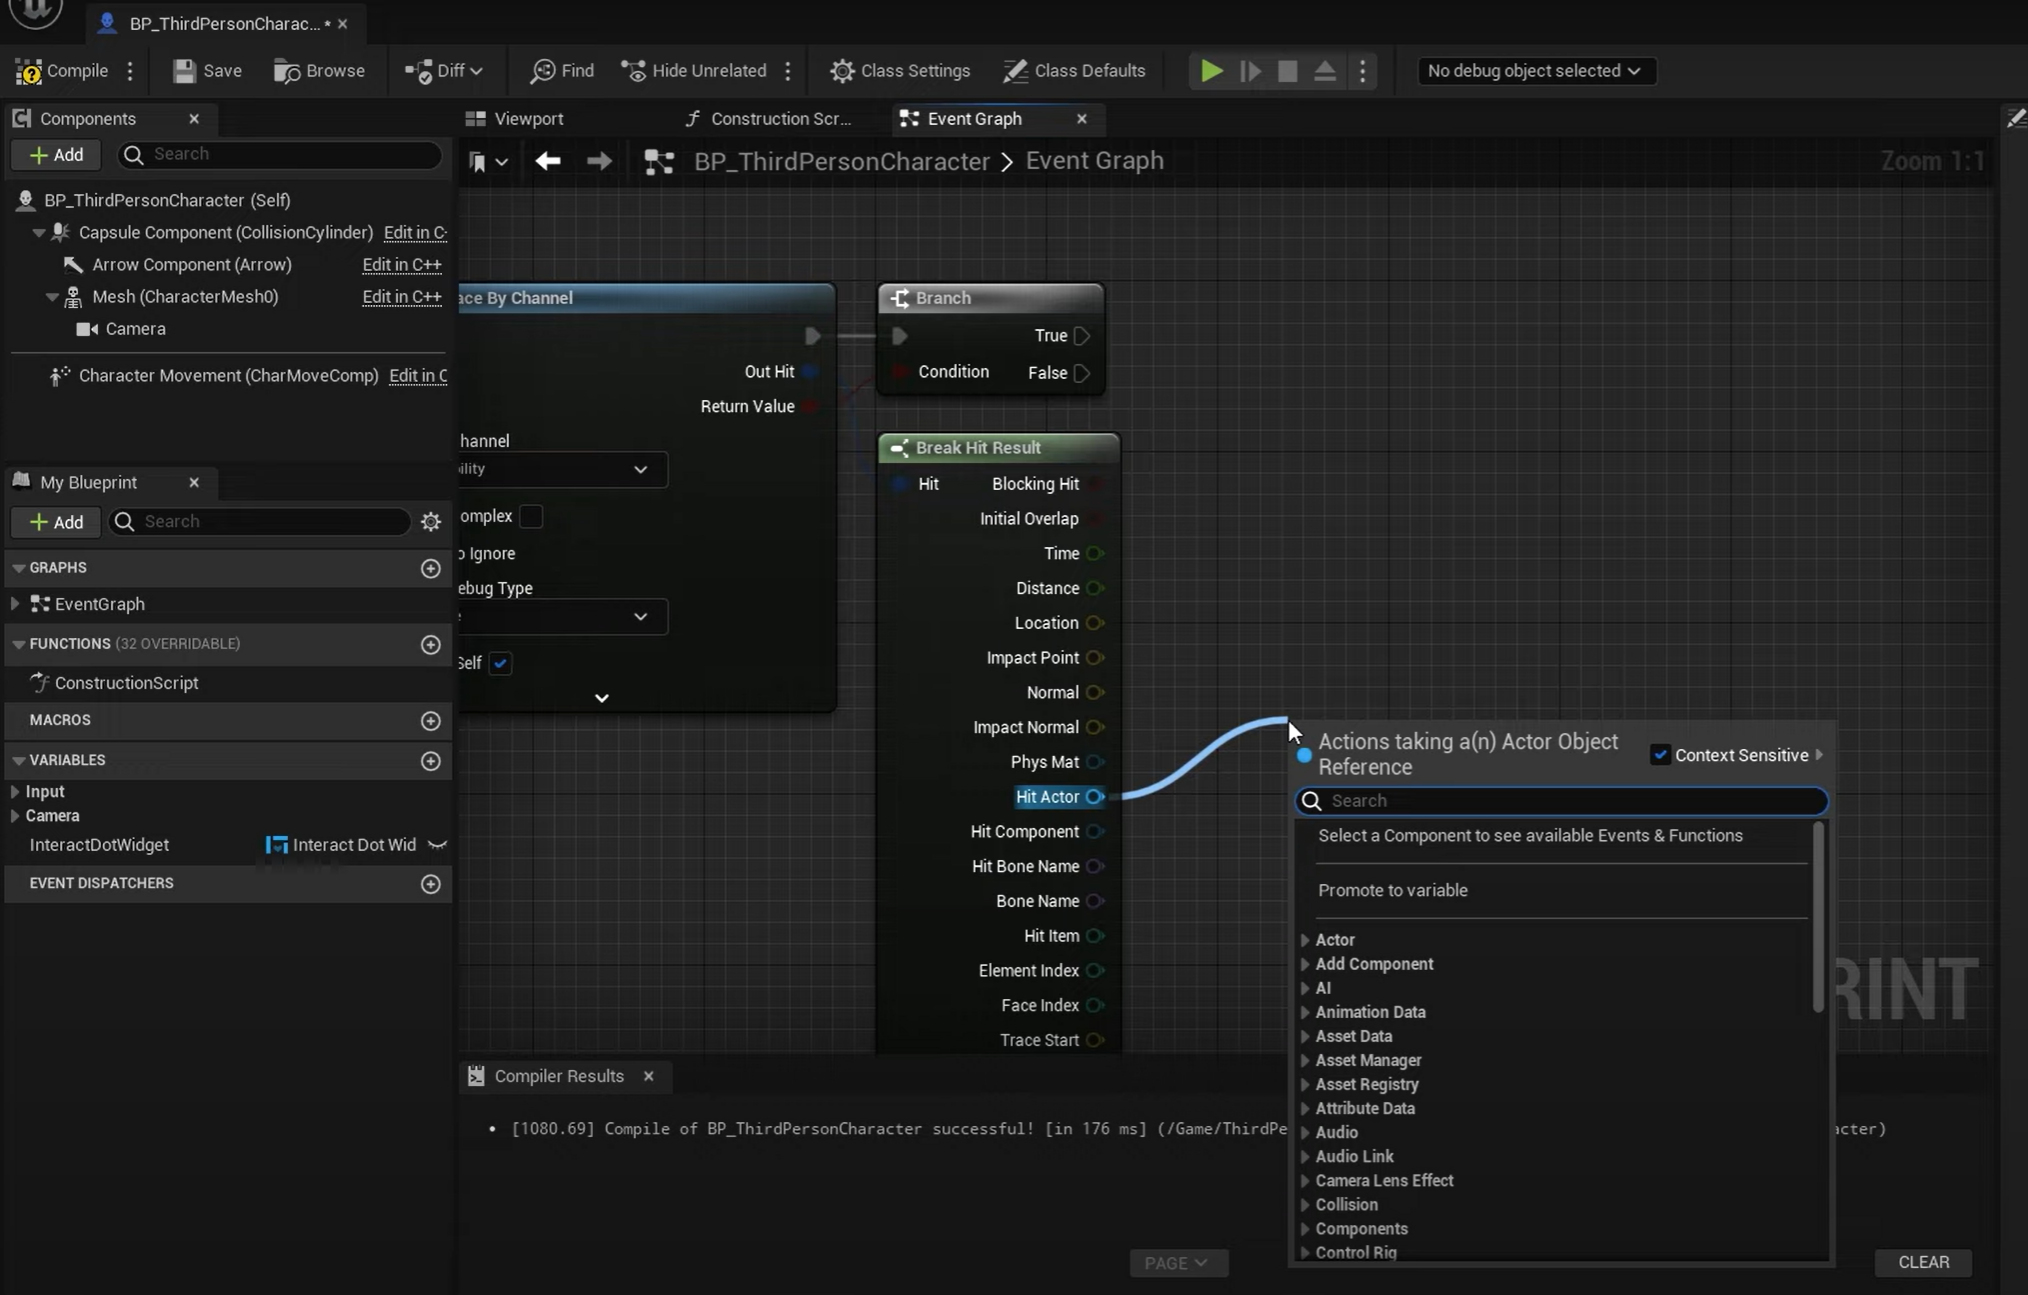 BP_ThirdPersonCharac... *
Compile
Save
Browse
Diff
Find
Hide Unrelated
Class Settings
Class Defaults
No debug object selected
Components
Viewport
Construction Scr...
Event Graph
Add
Search
BP_ThirdPersonCharacter > Event Graph
Zoom 1:1
BP_ThirdPersonCharacter (Self)
Capsule Component (CollisionCylinder) Edit in C
Arrow Component (Arrow) Edit in C++
Mesh (CharacterMesh0) Edit in C++
Camera
Character Movement (CharMoveComp) Edit in C
My Blueprint
Add
Search
GRAPHS
EventGraph
FUNCTIONS (32 OVERRIDABLE)
ConstructionScript
MACROS
VARIABLES
Input
Camera
InteractDotWidget Interact Dot Wid
EVENT DISPATCHERS
ace By Channel
Out Hit
Return Value
hannel
ility
omplex
o Ignore
ebug Type
Self
Branch
True
Condition False
Break Hit Result
Hit Blocking Hit
Initial Overlap
Time
Distance
Location
Impact Point
Normal
Impact Normal
Phys Mat
Hit Actor
Hit Component
Hit Bone Name
Bone Name
Hit Item
Element Index
Face Index
Trace Start
Actions taking a(n) Actor Object
Reference
Context Sensitive
Search
Select a Component to see available Events & Functions
Promote to variable
Actor
Add Component
AI
Animation Data
Asset Data
Asset Manager
Asset Registry
Attribute Data
Audio
Audio Link
Camera Lens Effect
Collision
Components
Control Rig
RINT
Compiler Results
[1080.69] Compile of BP_ThirdPersonCharacter successful! [in 176 ms] (/Game/ThirdPe
acter)
PAGE
CLEAR